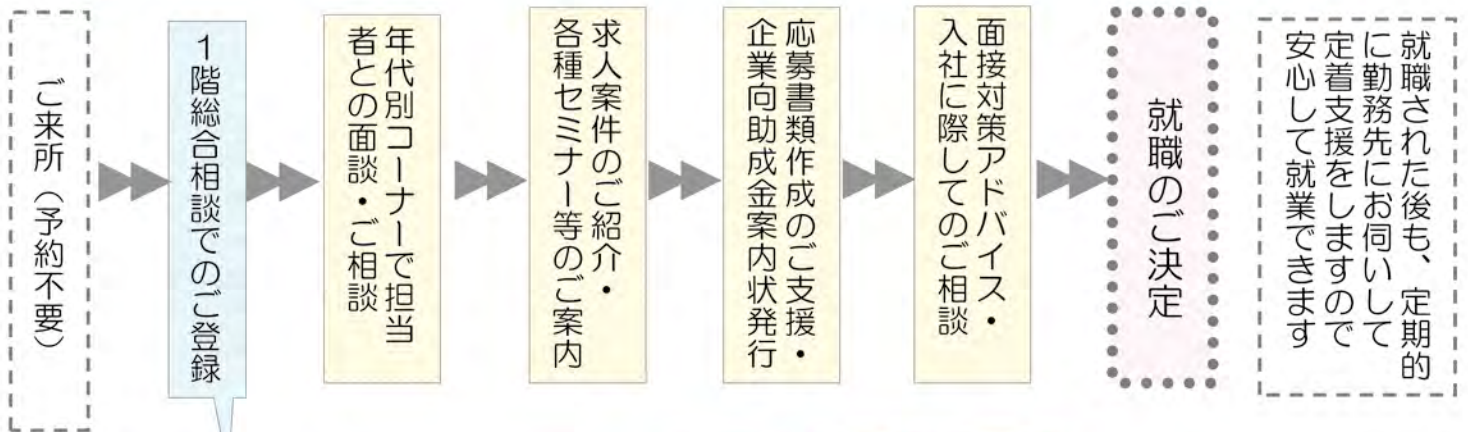 ご来所（予約不要）
1階総合相談でのご登録
年代別コーナーで担当
者との面談・ご相談
求人案件のご紹介・
各種セミナー等のご案内
応募書類作成のご支援・
企業向助成金案内状発行
面接対策アドバイス・
入社に際してのご相談
就職のご決定
就職された後も、定期的
に勤務先にお伺いして
定着支援をしますので
安心して就業できます